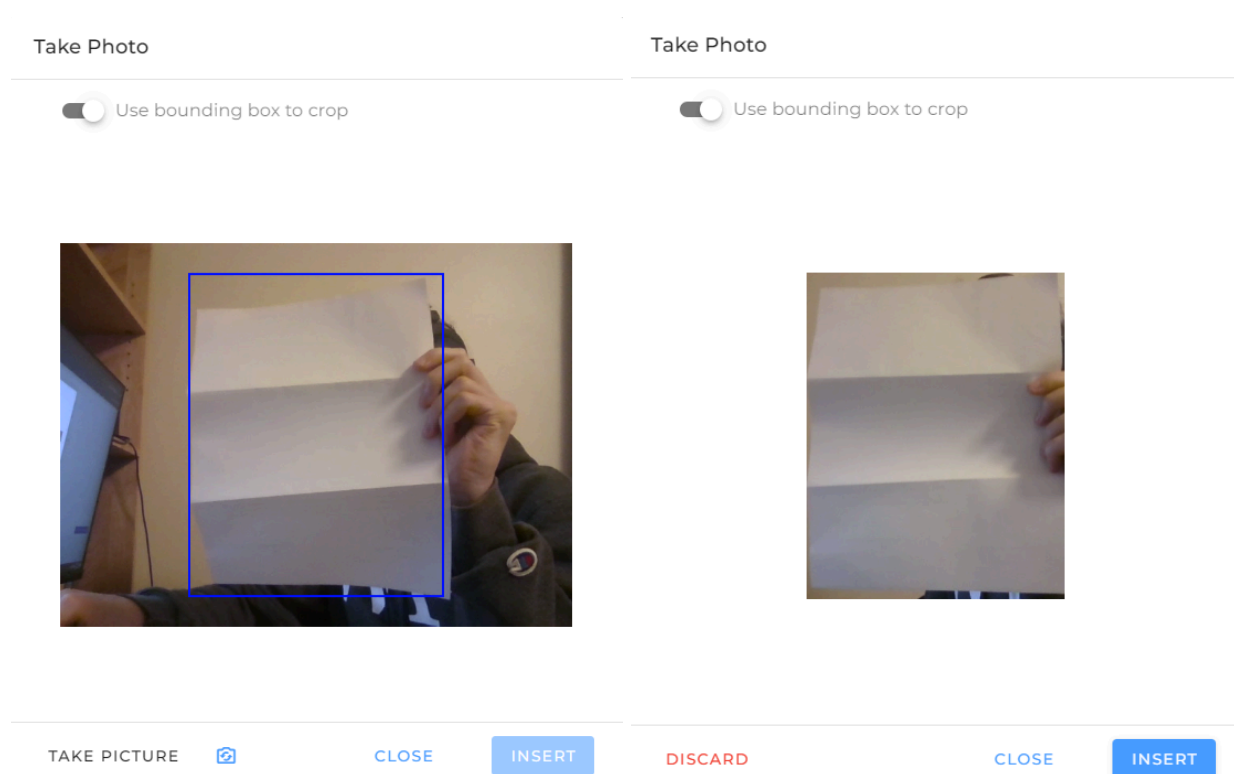 Take Photo
Use bounding box to crop
TAKE PICTURE
CLOSE
INSERT
Take Photo
Use bounding box to crop
DISCARD
CLOSE
INSERT